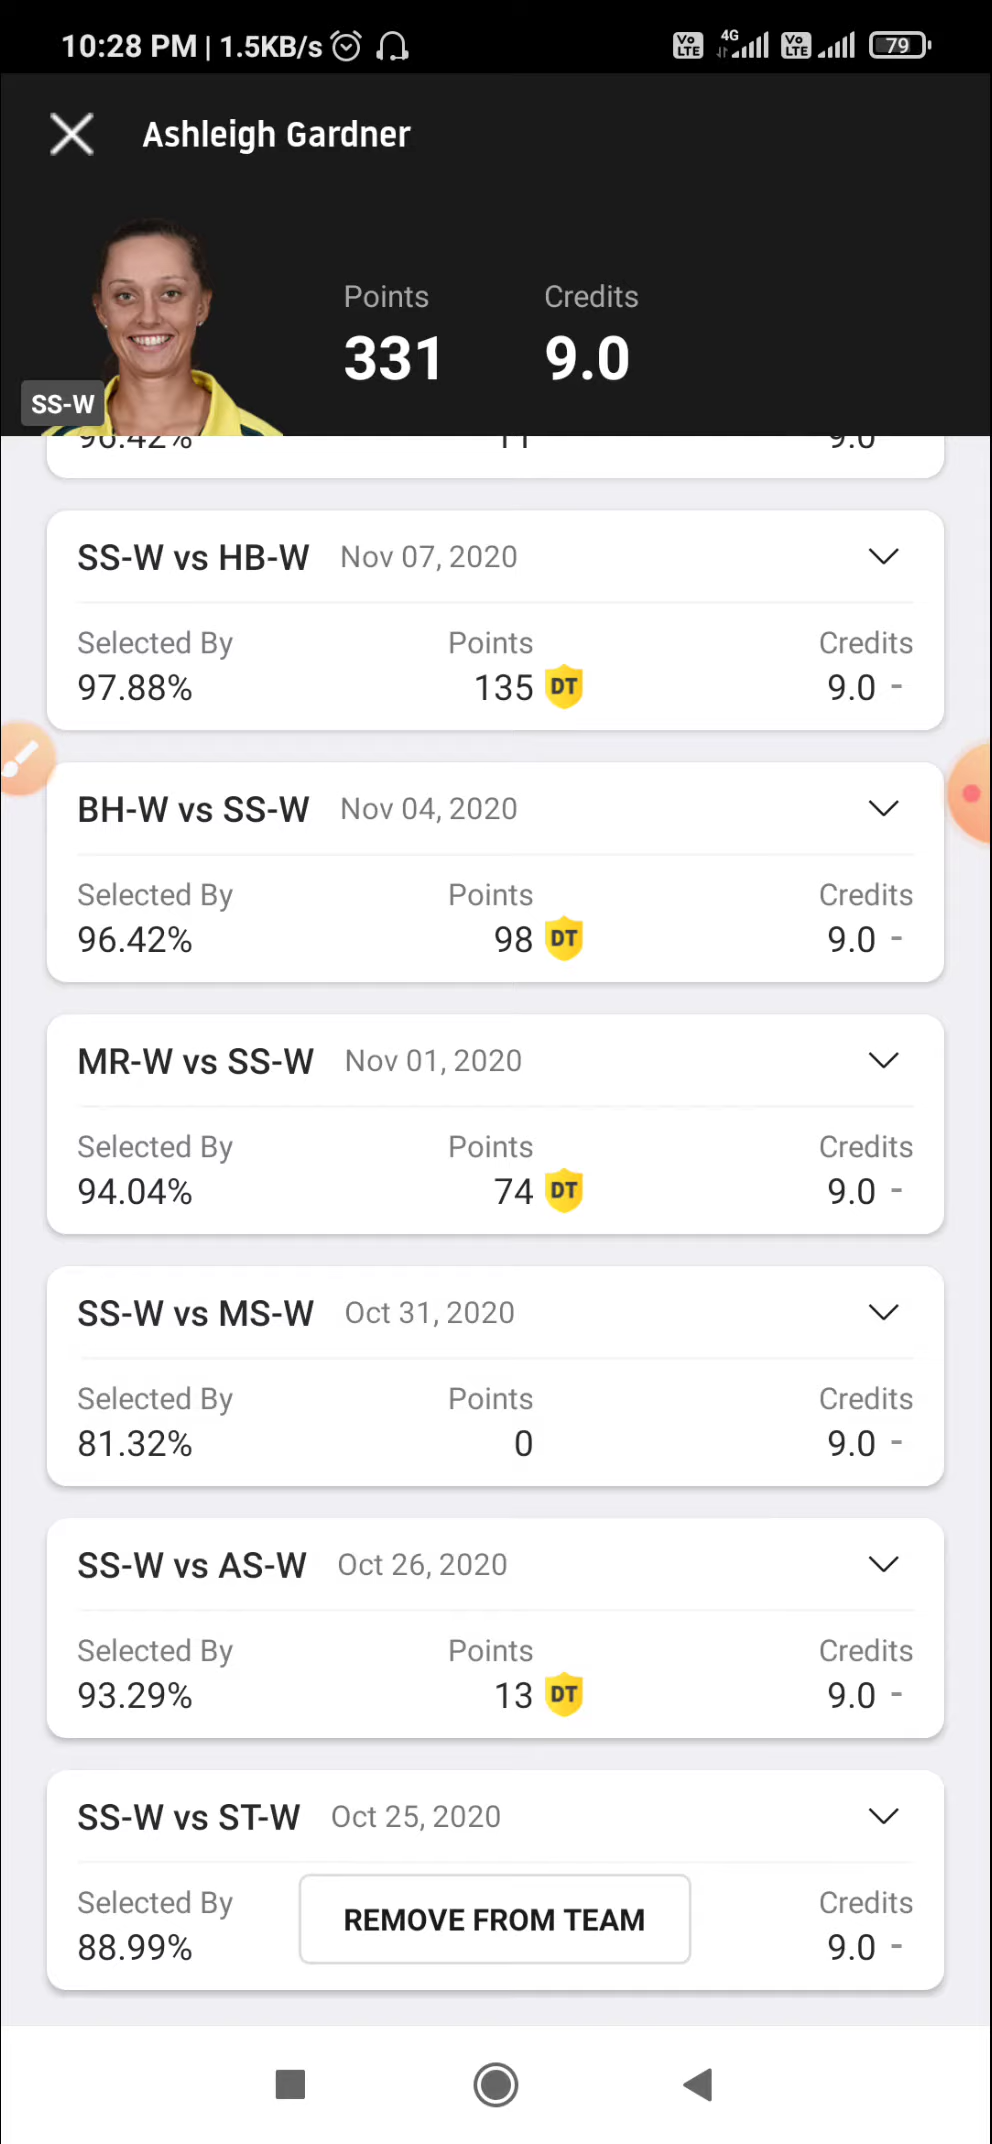 10:28 PM | 1.5KB/s Vo LTE 4G Vo LTE 79
Ashleigh Gardner
Points Credits
331 9.0
SS-W
96.42% 11 9.0
SS-W vs HB-W Nov 07, 2020
Selected By Points Credits
97.88% 135 DT 9.0 -
BH-W vs SS-W Nov 04, 2020
Selected By Points Credits
96.42% 98 DT 9.0 -
MR-W vs SS-W Nov 01, 2020
Selected By Points Credits
94.04% 74 DT 9.0 -
SS-W vs MS-W Oct 31, 2020
Selected By Points Credits
81.32% 0 9.0 -
SS-W vs AS-W Oct 26, 2020
Selected By Points Credits
93.29% 13 DT 9.0 -
SS-W vs ST-W Oct 25, 2020
Selected By Credits
REMOVE FROM TEAM
88.99% 9.0 -